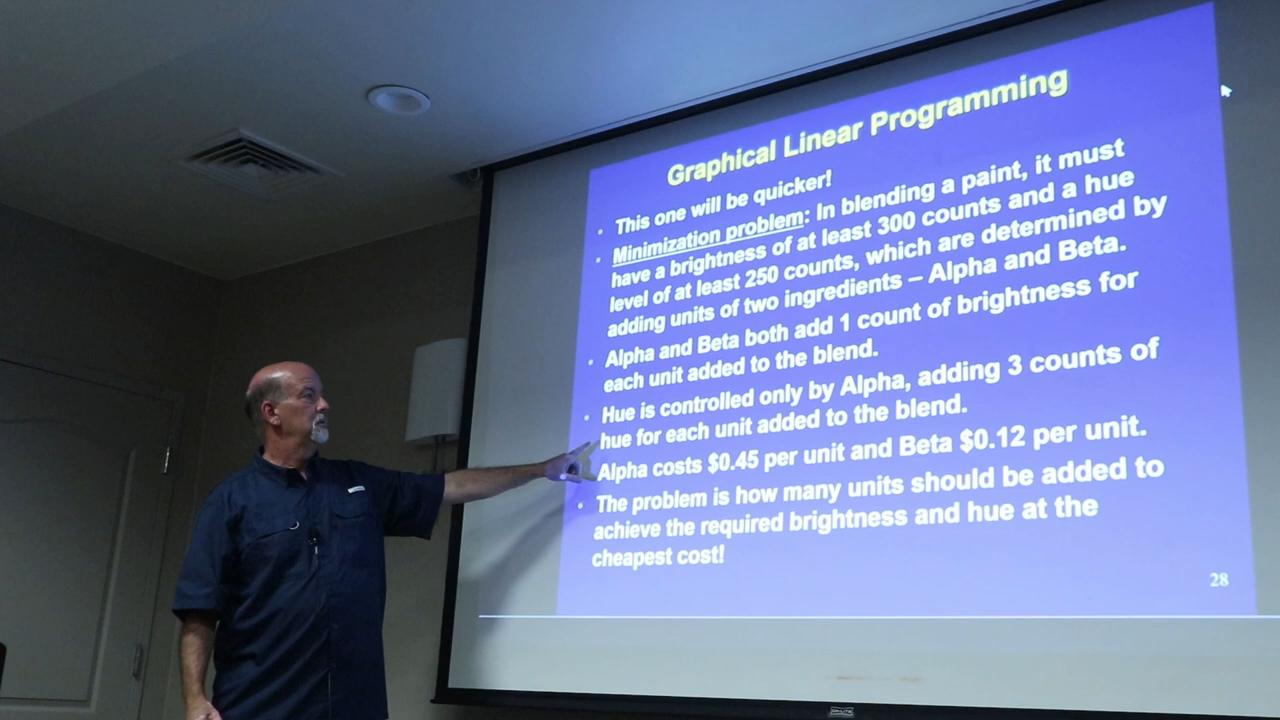 Graphical Linear Programming
• This one will be quicker!
• Minimization problem: In blending a paint, it must
have a brightness of at least 300 counts and a hue
level of at least 250 counts, which are determined by
adding units of two ingredients – Alpha and Beta.
• Alpha and Beta both add 1 count of brightness for
each unit added to the blend.
• Hue is controlled only by Alpha, adding 3 counts of
hue for each unit added to the blend.
Alpha costs $0.45 per unit and Beta $0.12 per unit.
• The problem is how many units should be added to
achieve the required brightness and hue at the
cheapest cost!
28
DA-LITE